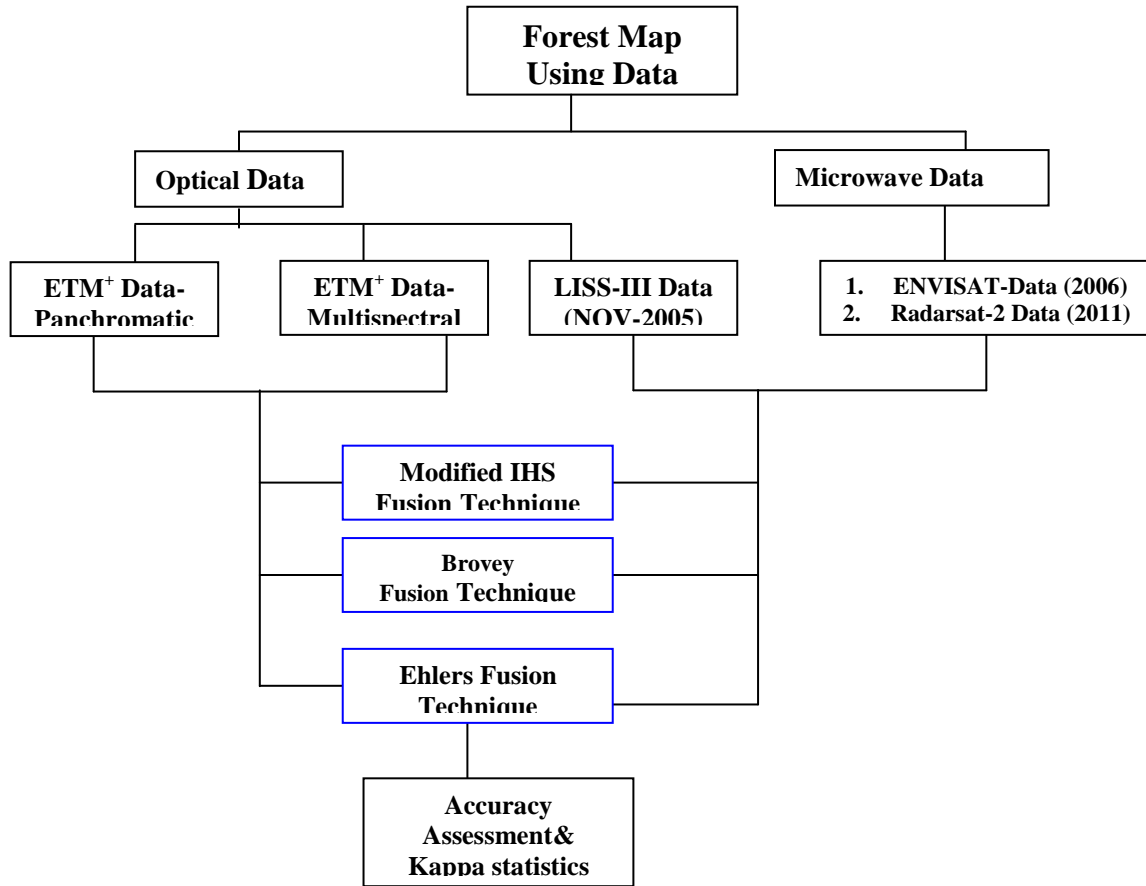 Forest Map
Using Data
Optical Data
Microwave Data
ETM+ Data-
Panchromatic
ETM+ Data-
Multispectral
LISS-III Data
(NOV-2005)
1. ENVISAT-Data (2006)
2. Radarsat-2 Data (2011)
Modified IHS
Fusion Technique
Brovey
Fusion Technique
Ehlers Fusion
Technique
Accuracy
Assessment&
Kappa statistics